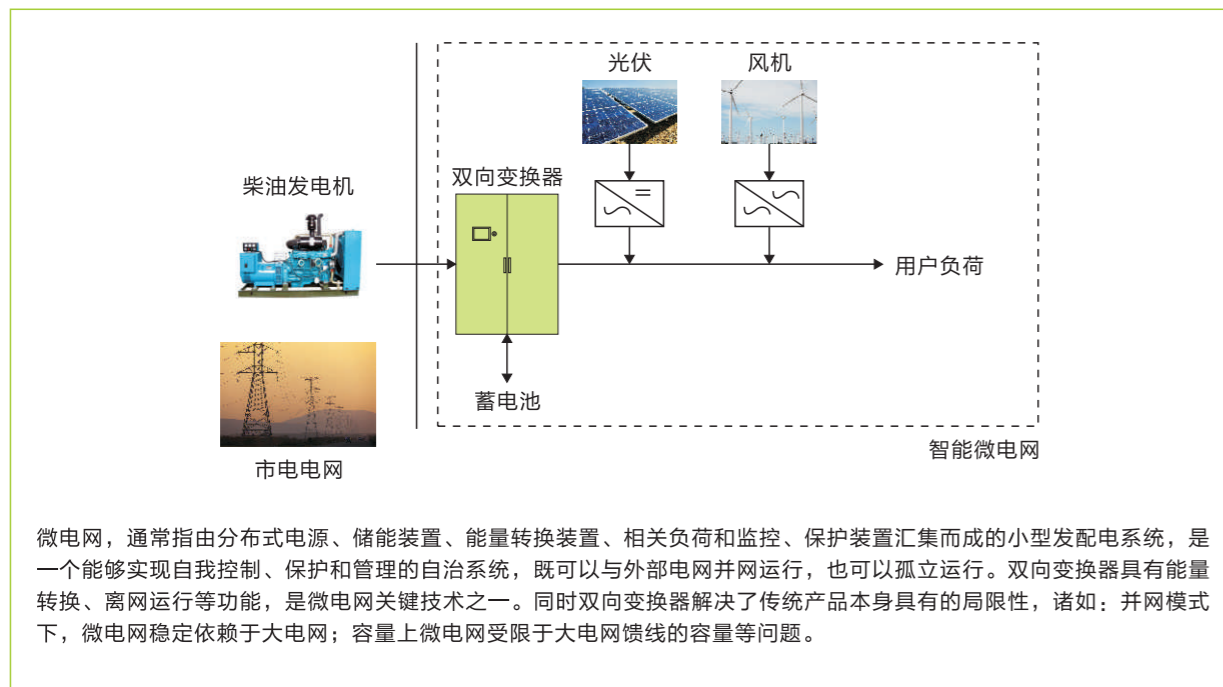 光伏
风机
柴油发电机
双向变换器
用户负荷
蓄电池
市电电网
智能微电网
微电网，通常指由分布式电源、储能装置、能量转换装置、相关负荷和监控、保护装置汇集而成的小型发配电系统，是
一个能够实现自我控制、保护和管理的自治系统，既可以与外部电网并网运行，也可以孤立运行。双向变换器具有能量
转换、离网运行等功能，是微电网关键技术之一。同时双向变换器解决了传统产品本身具有的局限性，诸如：并网模式
下，微电网稳定依赖于大电网；容量上微电网受限于大电网馈线的容量等问题。